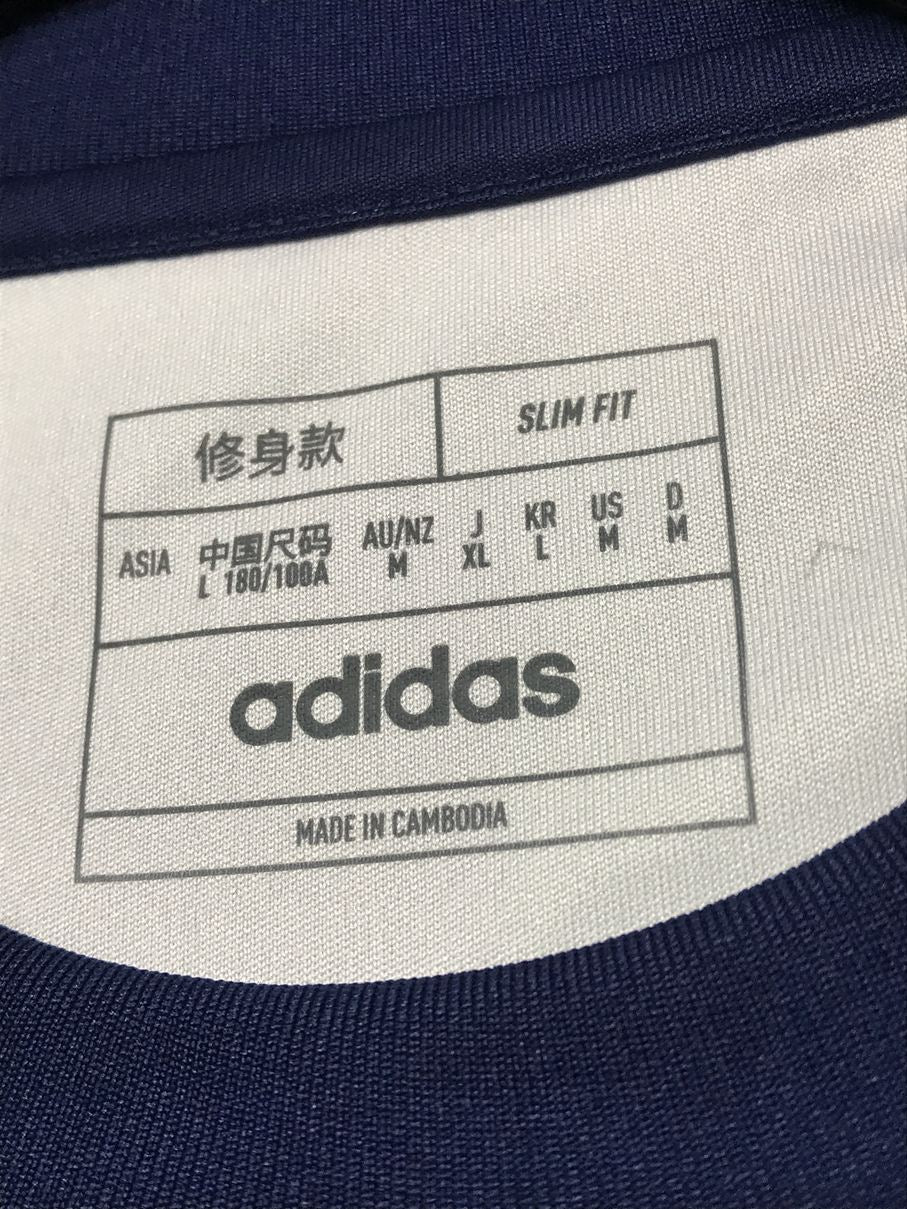 修身款 SLIM FIT
ASIA 中国尺码 AU/NZ J KR US D
L 180/100A M XL L M M
adidas
MADE IN CAMBODIA